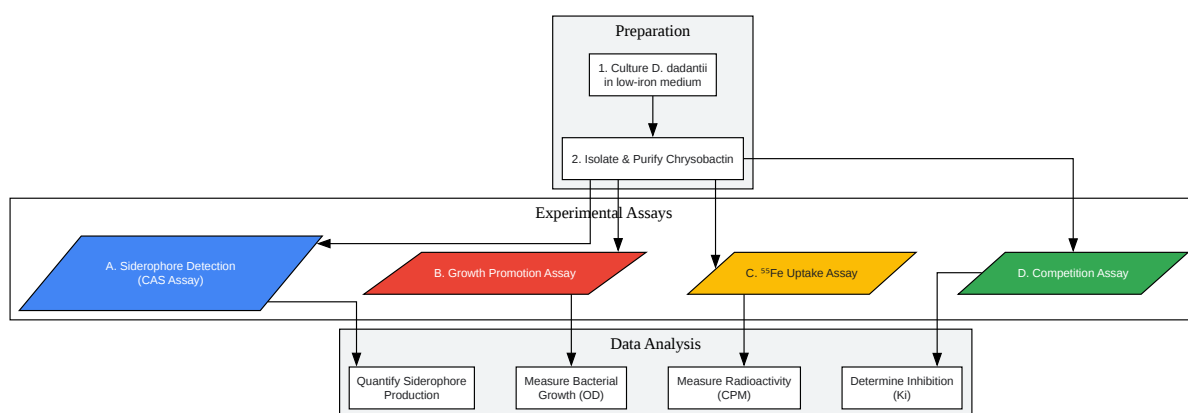 Preparation
1. Culture D. dadantii
in low-iron medium
2. Isolate & Purify Chrysobactin
Experimental Assays
A. Siderophore Detection
(CAS Assay)
B. Growth Promotion Assay
C. ⁵⁵Fe Uptake Assay
D. Competition Assay
Data Analysis
Quantify Siderophore
Production
Measure Bacterial
Growth (OD)
Measure Radioactivity
(CPM)
Determine Inhibition
(Ki)